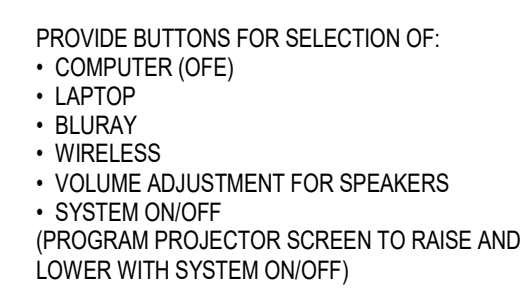 PROVIDE BUTTONS FOR SELECTION OF:
• COMPUTER (OFE)
• LAPTOP
• BLURAY
• WIRELESS
• VOLUME ADJUSTMENT FOR SPEAKERS
• SYSTEM ON/OFF
(PROGRAM PROJECTOR SCREEN TO RAISE AND
LOWER WITH SYSTEM ON/OFF)